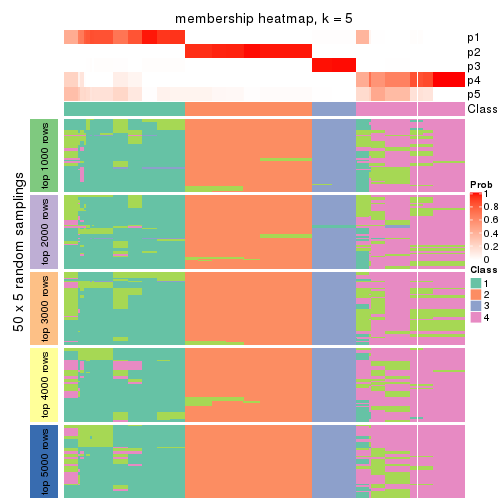 membership heatmap, k = 5
p1
p2
p3
p4
p5
Class
50 x 5 random samplings
top 1000 rows
top 2000 rows
top 3000 rows
top 4000 rows
top 5000 rows
Prob
1
0.8
0.6
0.4
0.2
0
Class
1
2
3
4